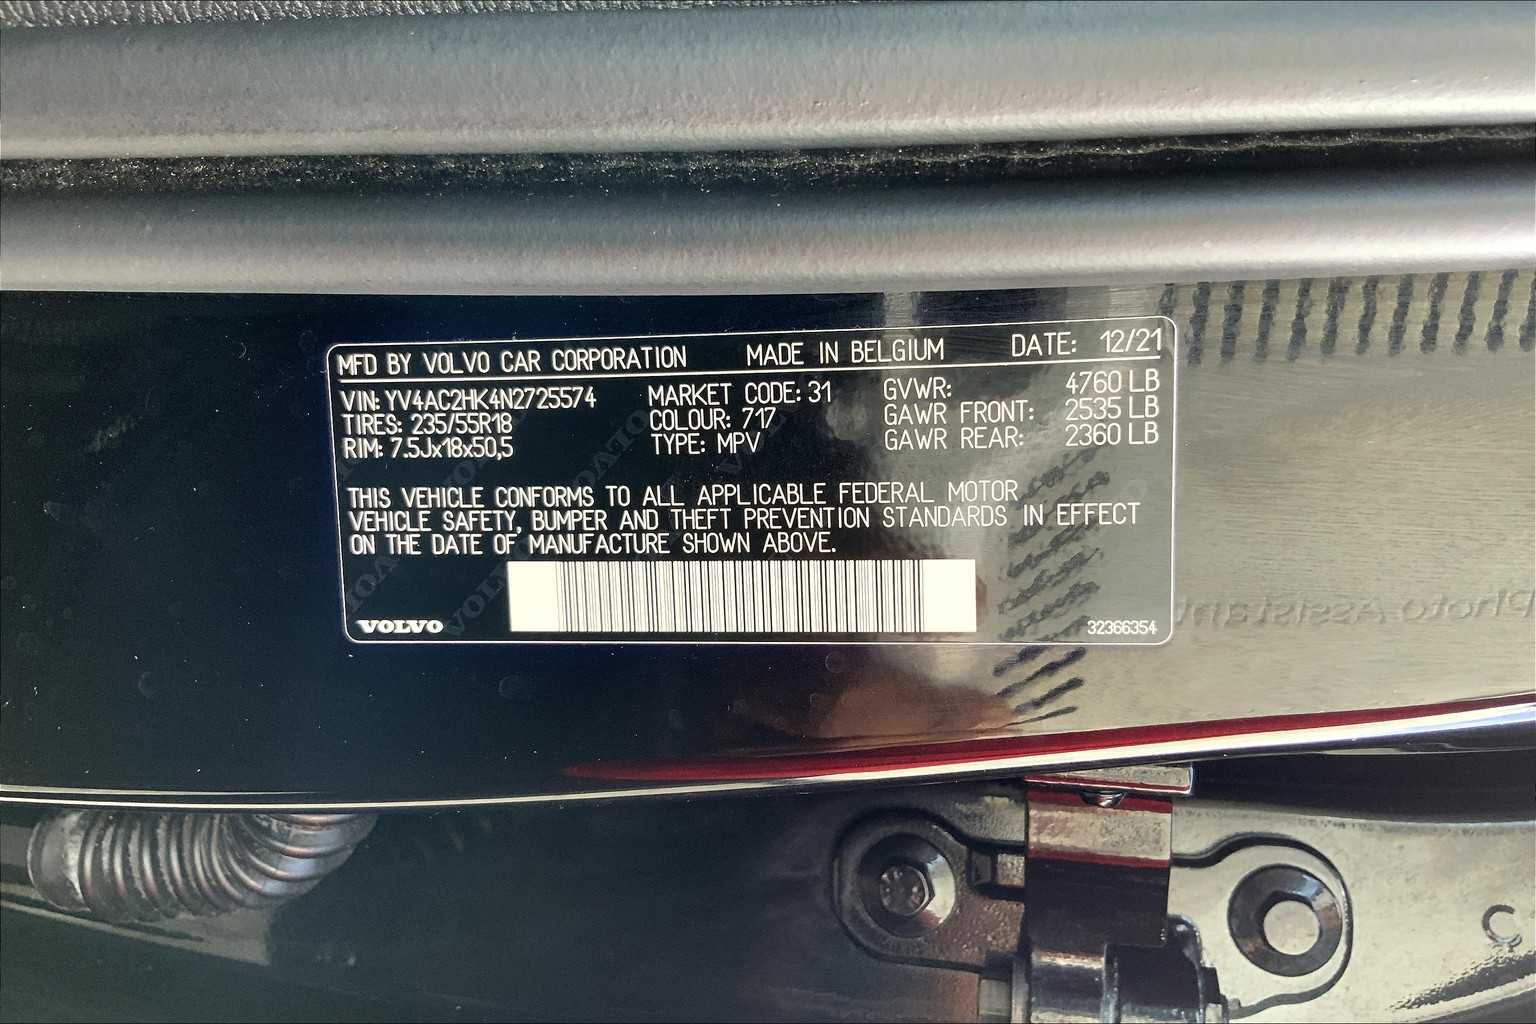 MFD BY VOLVO CAR CORPORATION MADE IN BELGIUM DATE: 12/21
VIN: YV4AC2HK4N2725574 MARKET CODE: 31 GVWR: 4760 LB
TIRES: 235/55R18 COLOUR: 717 GAWR FRONT: 2535 LB
RIM: 7.5Jx18x50,5 TYPE: MPV GAWR REAR: 2360 LB
THIS VEHICLE CONFORMS TO ALL APPLICABLE FEDERAL MOTOR
VEHICLE SAFETY, BUMPER AND THEFT PREVENTION STANDARDS IN EFFECT
ON THE DATE OF MANUFACTURE SHOWN ABOVE.
VOLVO 32366354
Photo Assistant